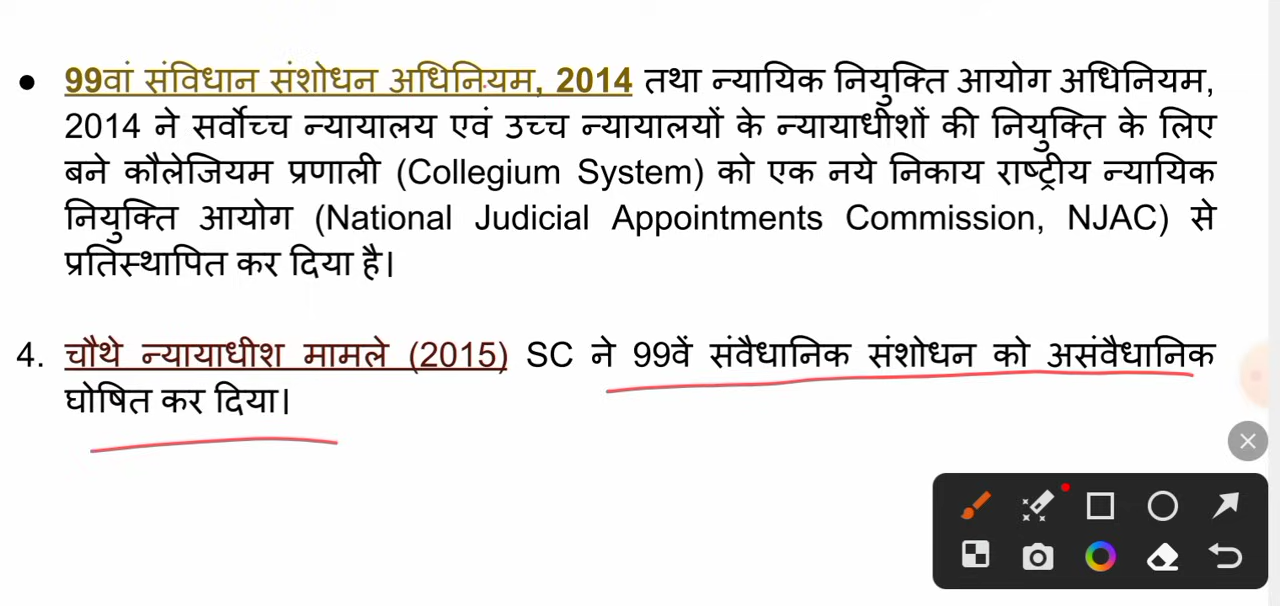 ● 99वां संविधान संशोधन अधिनियम, 2014 तथा न्यायिक नियुक्ति आयोग अधिनियम,
2014 ने सर्वोच्च न्यायालय एवं उच्च न्यायालयों के न्यायाधीशों की नियुक्ति के लिए
बने कौलेजियम प्रणाली (Collegium System) को एक नये निकाय राष्ट्रीय न्यायिक
नियुक्ति आयोग (National Judicial Appointments Commission, NJAC) से
प्रतिस्थापित कर दिया है।
4. चौथे न्यायाधीश मामले (2015) SC ने 99वें संवैधानिक संशोधन को असंवैधानिक
घोषित कर दिया।